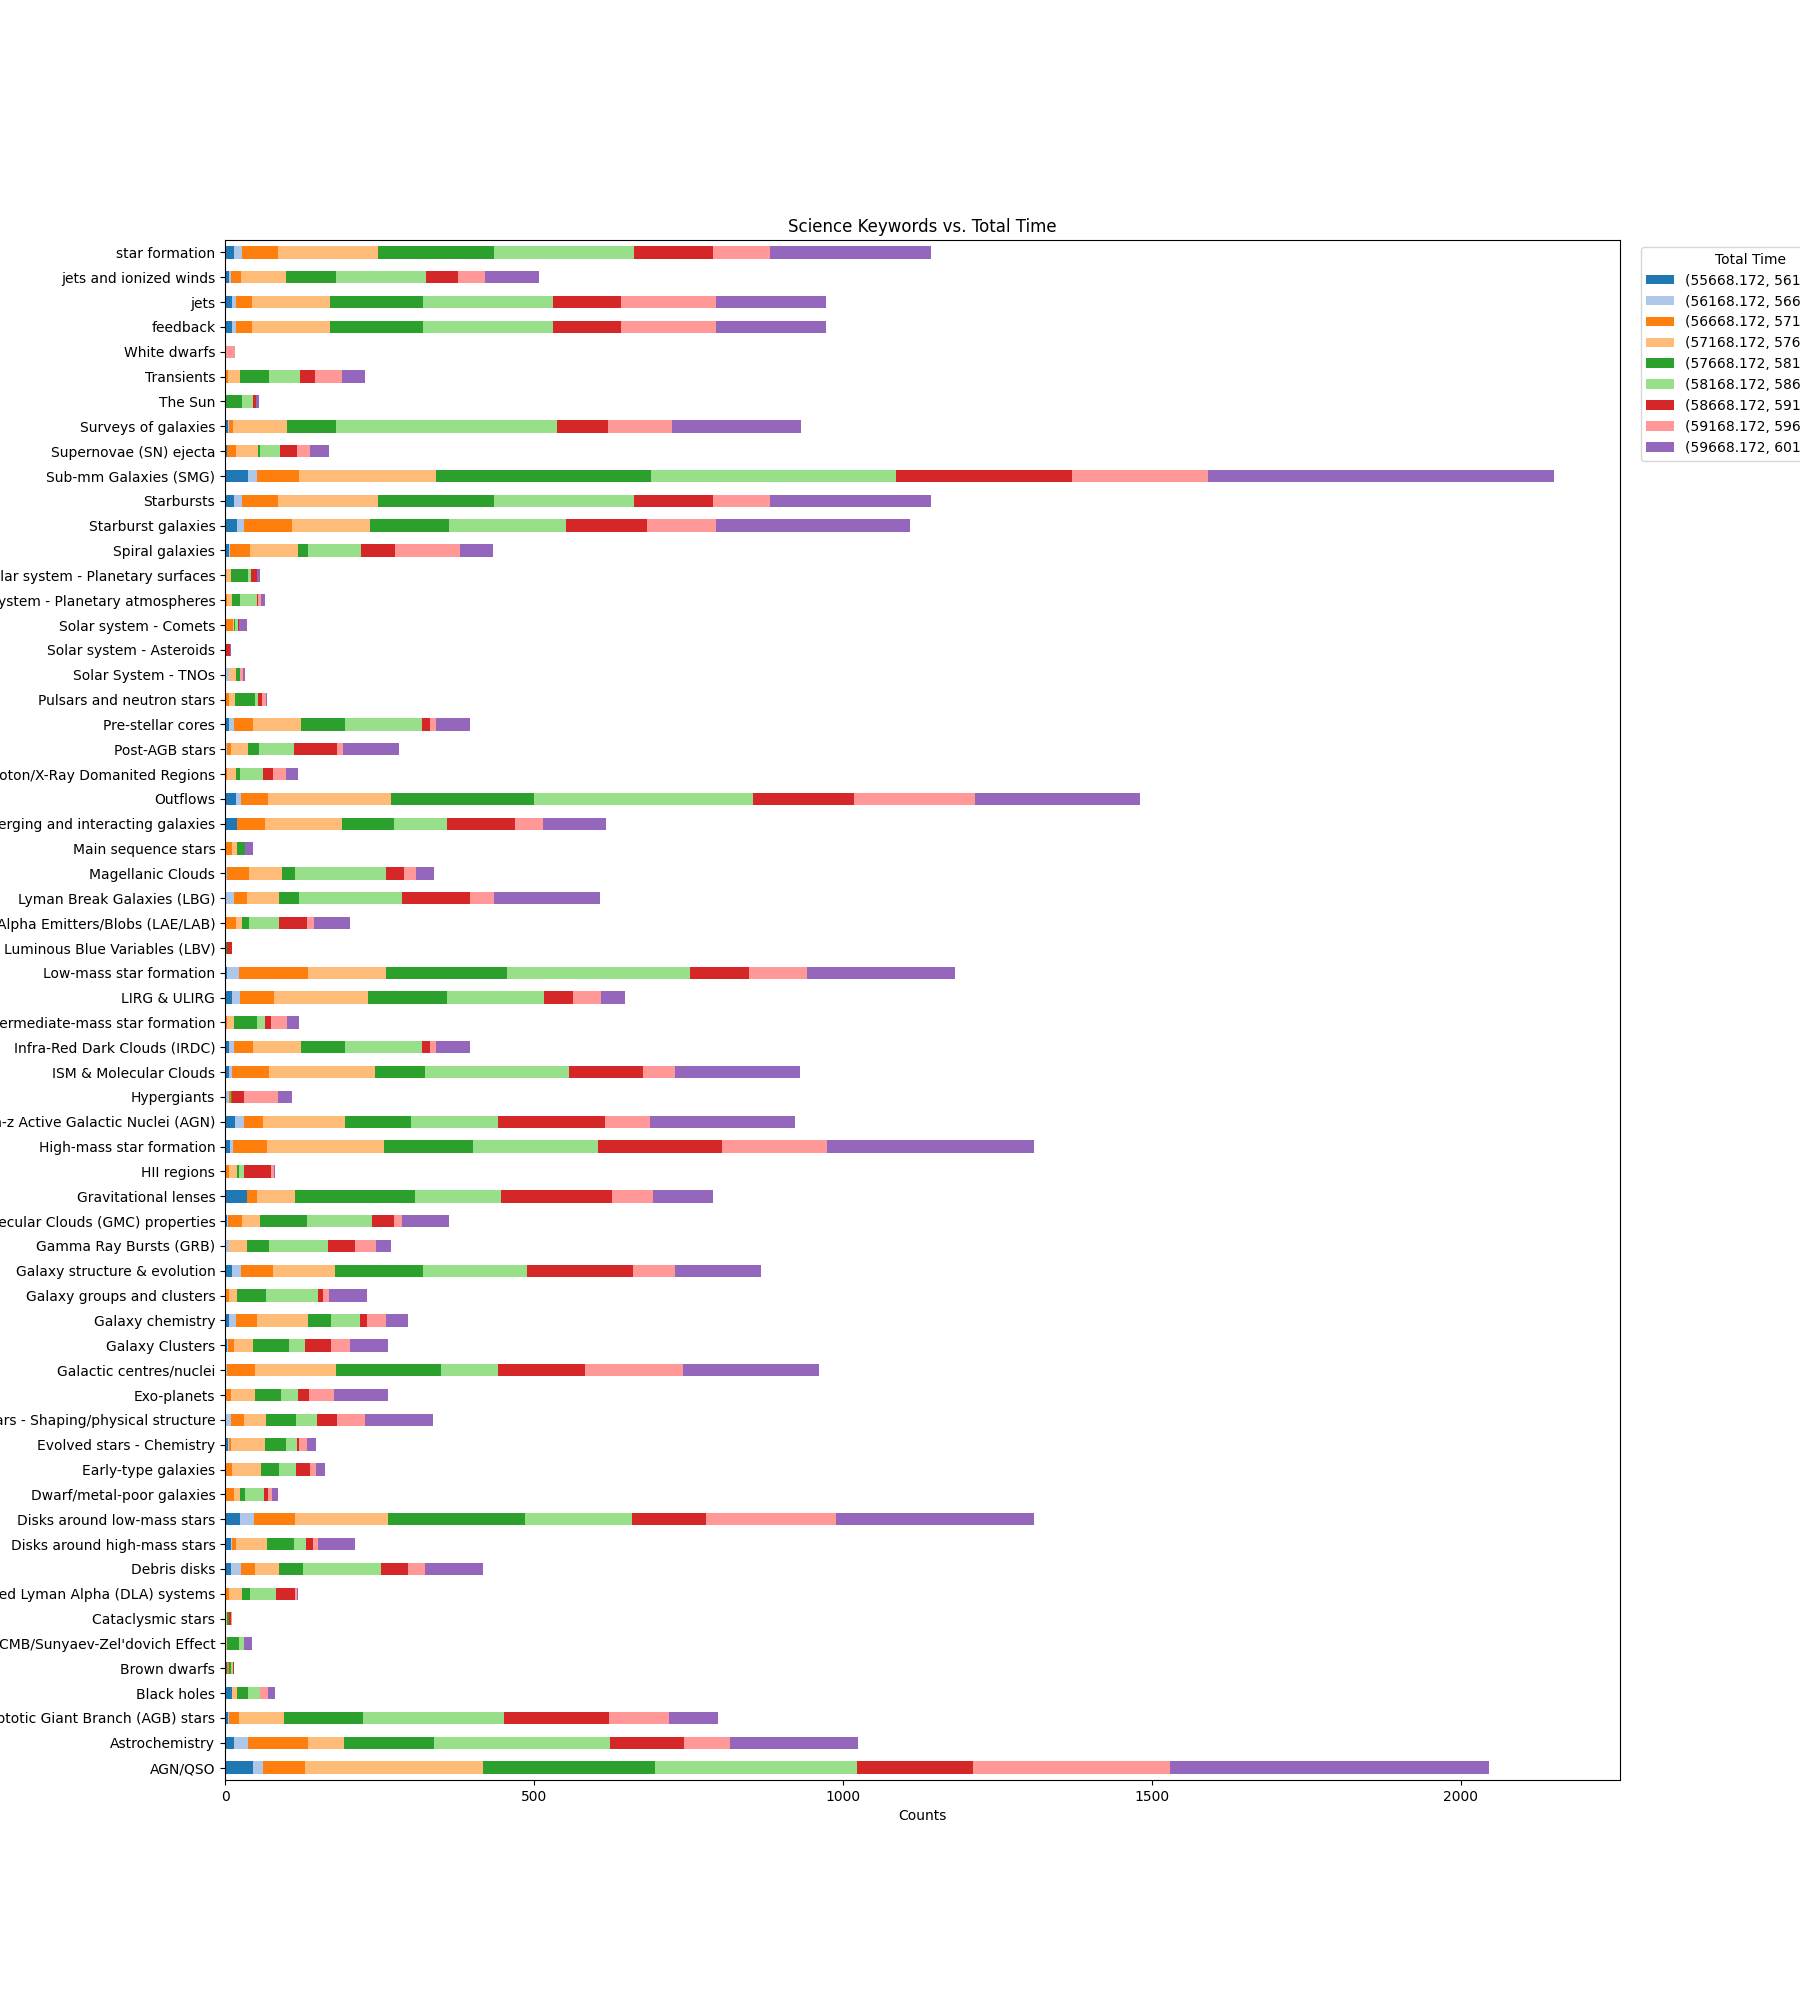 Science Keywords vs. Total Time
star formation
jets and ionized winds
jets
feedback
White dwarfs
Transients
The Sun
Surveys of galaxies
Supernovae (SN) ejecta
Sub-mm Galaxies (SMG)
Starbursts
Starburst galaxies
Spiral galaxies
lar system - Planetary surfaces
ystem - Planetary atmospheres
Solar system - Comets
Solar system - Asteroids
Solar System - TNOs
Pulsars and neutron stars
Pre-stellar cores
Post-AGB stars
oton/X-Ray Domanited Regions
Outflows
erging and interacting galaxies
Main sequence stars
Magellanic Clouds
Lyman Break Galaxies (LBG)
Alpha Emitters/Blobs (LAE/LAB)
Luminous Blue Variables (LBV)
Low-mass star formation
LIRG & ULIRG
ermediate-mass star formation
Infra-Red Dark Clouds (IRDC)
ISM & Molecular Clouds
Hypergiants
-z Active Galactic Nuclei (AGN)
High-mass star formation
HII regions
Gravitational lenses
ecular Clouds (GMC) properties
Gamma Ray Bursts (GRB)
Galaxy structure & evolution
Galaxy groups and clusters
Galaxy chemistry
Galaxy Clusters
Galactic centres/nuclei
Exo-planets
ars - Shaping/physical structure
Evolved stars - Chemistry
Early-type galaxies
Dwarf/metal-poor galaxies
Disks around low-mass stars
Disks around high-mass stars
Debris disks
ed Lyman Alpha (DLA) systems
Cataclysmic stars
CMB/Sunyaev-Zel'dovich Effect
Brown dwarfs
Black holes
ptotic Giant Branch (AGB) stars
Astrochemistry
AGN/QSO
0 500 1000 1500 2000
Counts
Total Time
(55668.172, 561
(56168.172, 566
(56668.172, 571
(57168.172, 576
(57668.172, 581
(58168.172, 586
(58668.172, 591
(59168.172, 596
(59668.172, 601